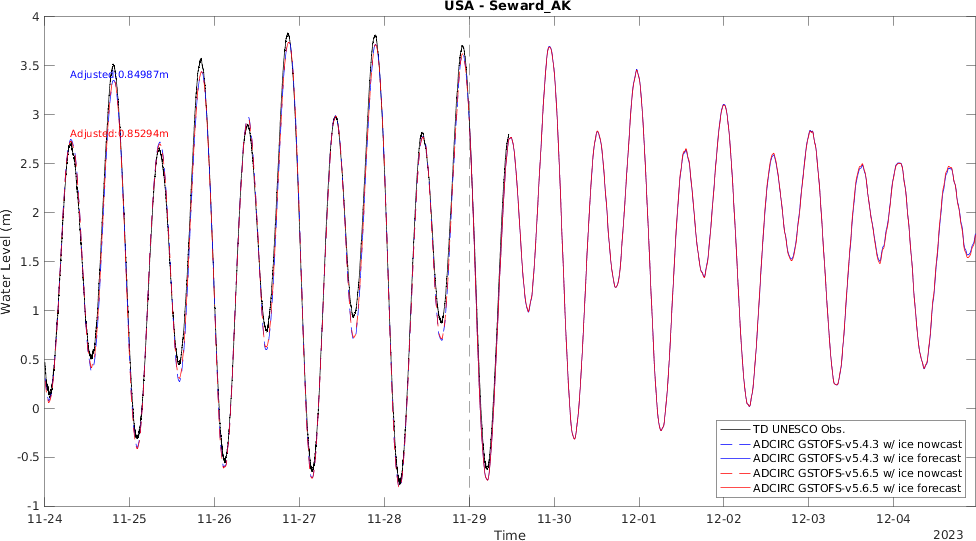 USA - Seward_AK
4
3.5
3
2.5
2
1.5
1
0.5
0
-0.5
-1
Water Level (m)
Adjusted:0.84987m
Adjusted:0.85294m
TD UNESCO Obs.
ADCIRC GSTOFS-v5.4.3 w/ ice nowcast
ADCIRC GSTOFS-v5.4.3 w/ ice forecast
ADCIRC GSTOFS-v5.6.5 w/ ice nowcast
ADCIRC GSTOFS-v5.6.5 w/ ice forecast
11-24 11-25 11-26 11-27 11-28 11-29 11-30 12-01 12-02 12-03 12-04
Time
2023